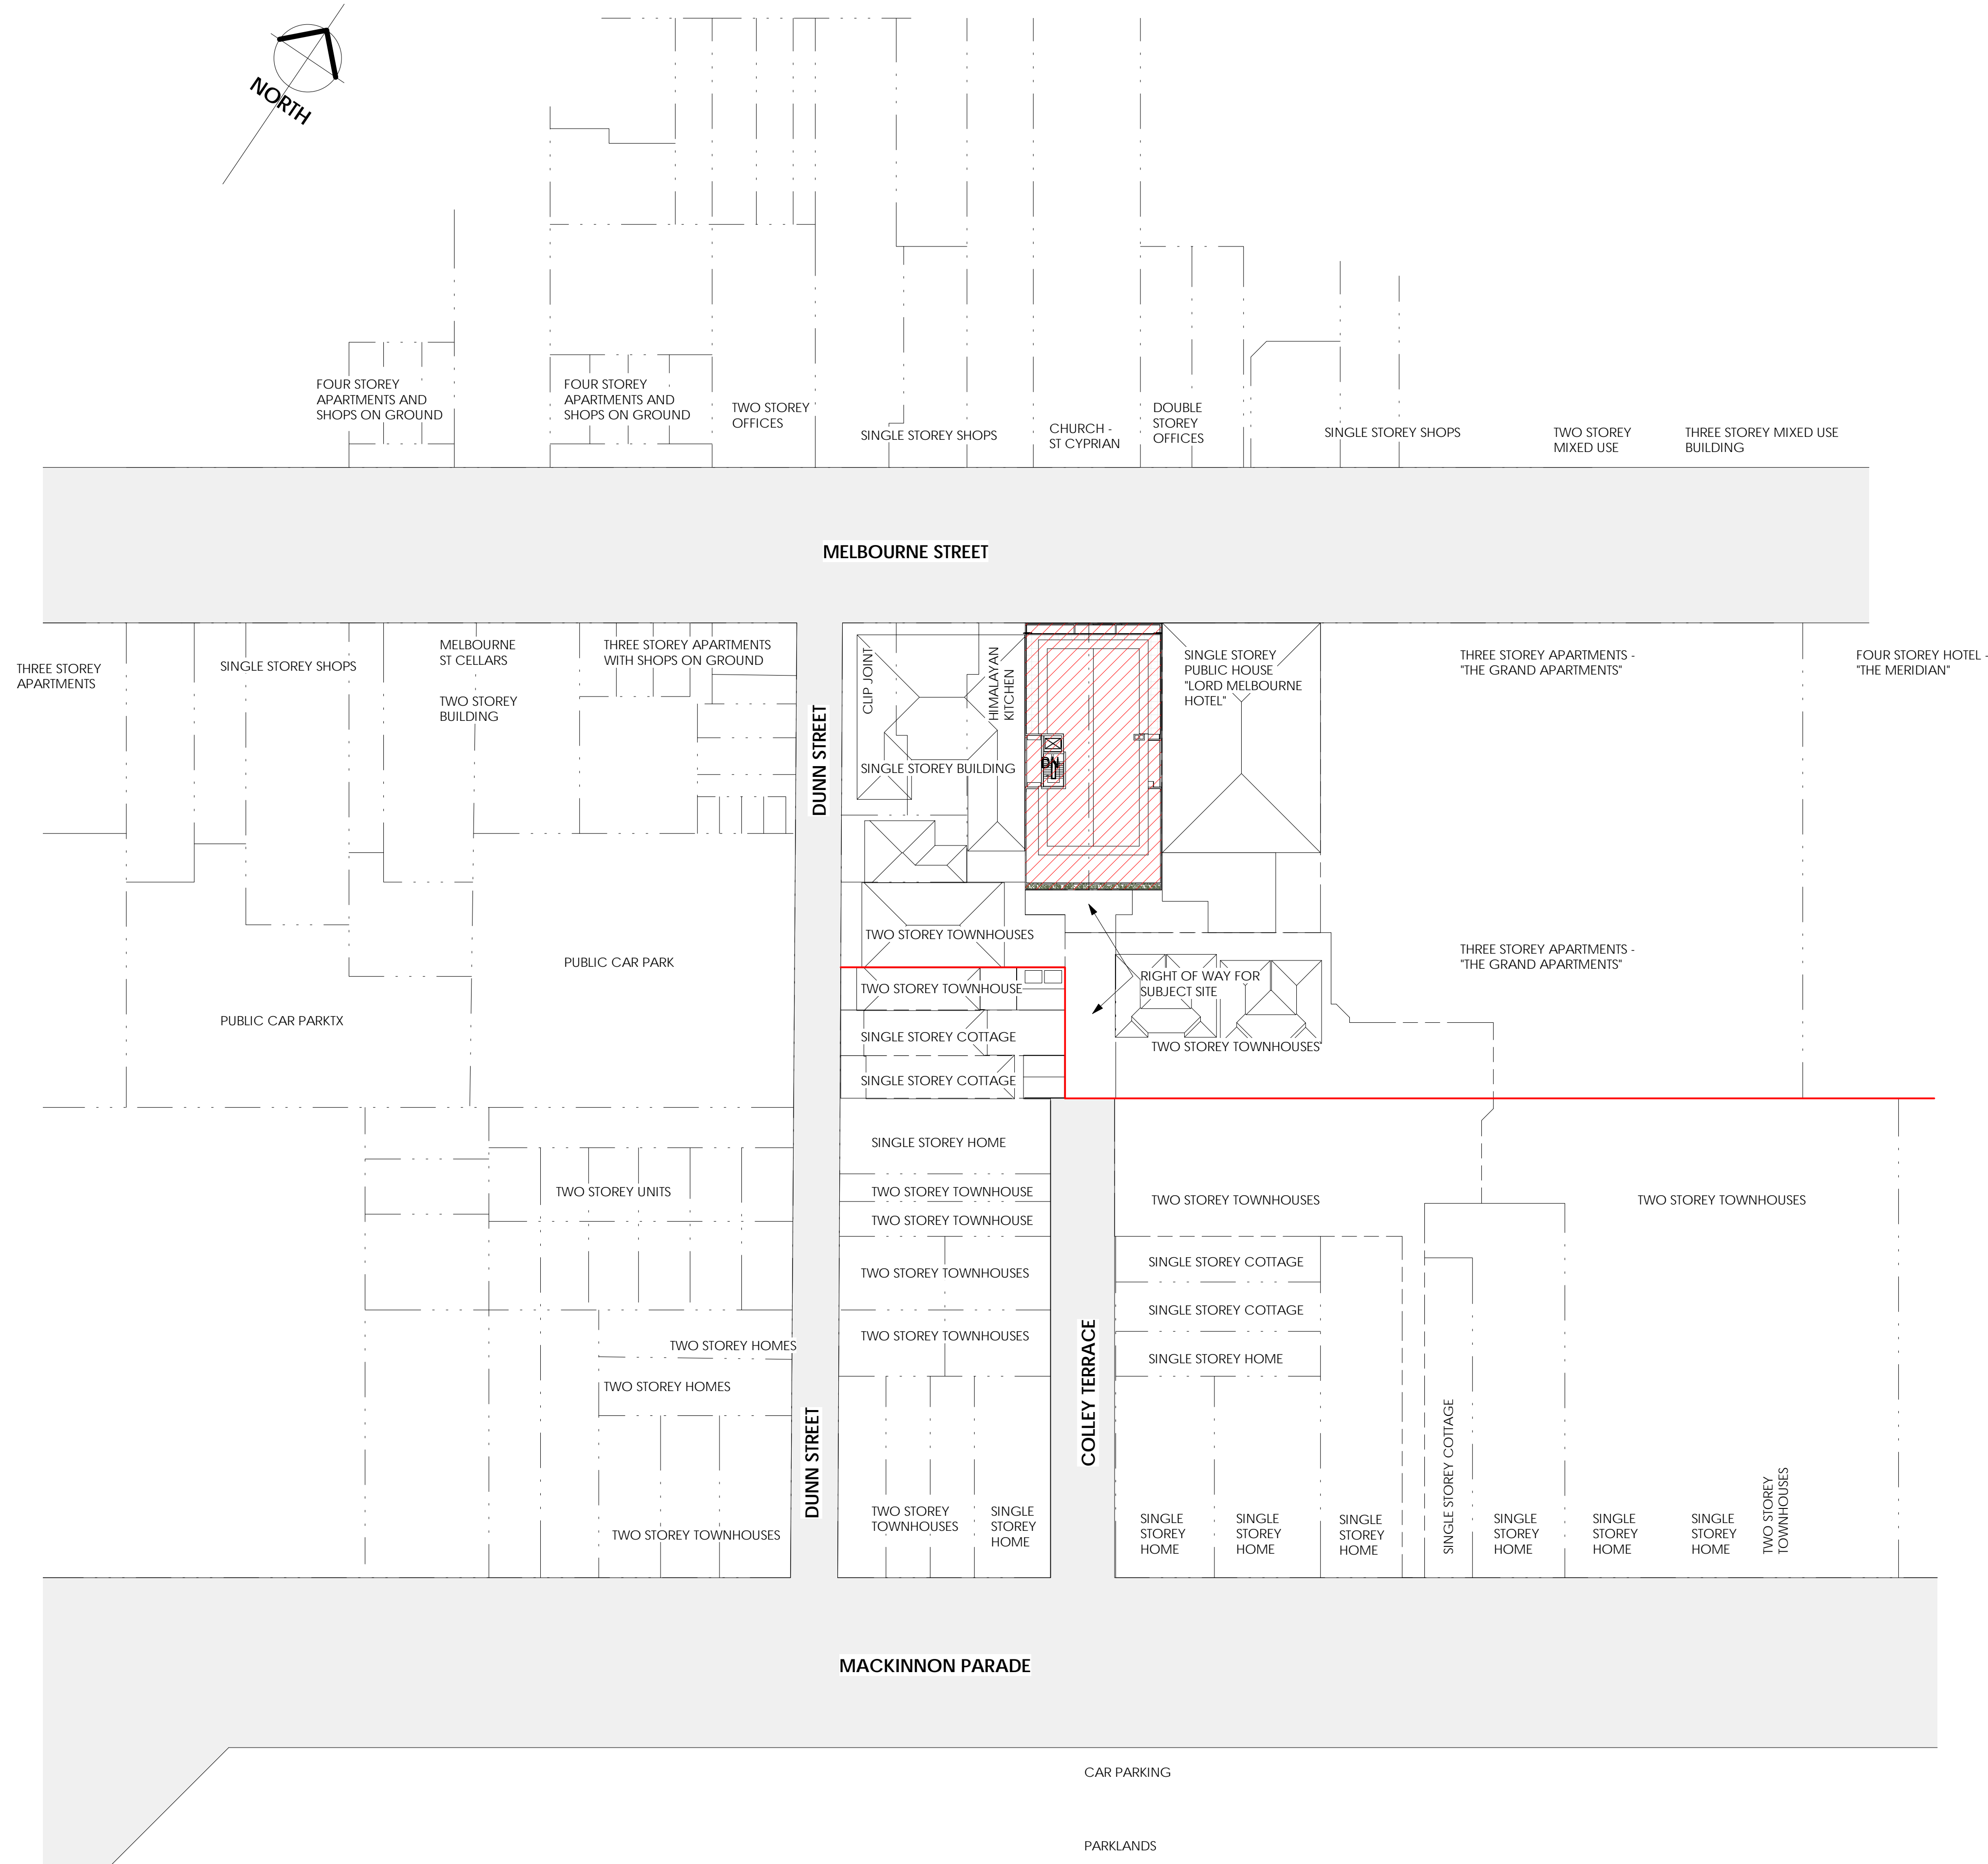 NORTH
FOUR STOREY
APARTMENTS AND
SHOPS ON GROUND
FOUR STOREY
APARTMENTS AND
SHOPS ON GROUND
TWO STOREY
OFFICES
SINGLE STOREY SHOPS
CHURCH -
ST CYPRIAN
DOUBLE
STOREY
OFFICES
SINGLE STOREY SHOPS
TWO STOREY
MIXED USE
THREE STOREY MIXED USE
BUILDING
MELBOURNE STREET
THREE STOREY
APARTMENTS
SINGLE STOREY SHOPS
MELBOURNE
ST CELLARS
TWO STOREY
BUILDING
THREE STOREY APARTMENTS
WITH SHOPS ON GROUND
DUNN STREET
CLIP JOINT
HIMALAYAN
KITCHEN
SINGLE STOREY BUILDING
DN
SINGLE STOREY
PUBLIC HOUSE
"LORD MELBOURNE
HOTEL"
THREE STOREY APARTMENTS -
"THE GRAND APARTMENTS"
FOUR STOREY HOTEL -
"THE MERIDIAN"
PUBLIC CAR PARK
PUBLIC CAR PARKTX
TWO STOREY TOWNHOUSES
TWO STOREY TOWNHOUSE
SINGLE STOREY COTTAGE
SINGLE STOREY COTTAGE
RIGHT OF WAY FOR
SUBJECT SITE
TWO STOREY TOWNHOUSES
THREE STOREY APARTMENTS -
"THE GRAND APARTMENTS"
TWO STOREY UNITS
SINGLE STOREY HOME
TWO STOREY TOWNHOUSE
TWO STOREY TOWNHOUSE
TWO STOREY TOWNHOUSES
TWO STOREY TOWNHOUSES
TWO STOREY TOWNHOUSES
TWO STOREY TOWNHOUSES
SINGLE STOREY COTTAGE
SINGLE STOREY COTTAGE
SINGLE STOREY HOME
TWO STOREY HOMES
TWO STOREY HOMES
TWO STOREY TOWNHOUSES
DUNN STREET
COLLEY TERRACE
TWO STOREY
TOWNHOUSES
SINGLE
STOREY
HOME
SINGLE
STOREY
HOME
SINGLE
STOREY
HOME
SINGLE
STOREY
HOME
SINGLE STOREY COTTAGE
SINGLE
STOREY
HOME
SINGLE
STOREY
HOME
SINGLE
STOREY
HOME
TWO STOREY
TOWNHOUSES
MACKINNON PARADE
CAR PARKING
PARKLANDS